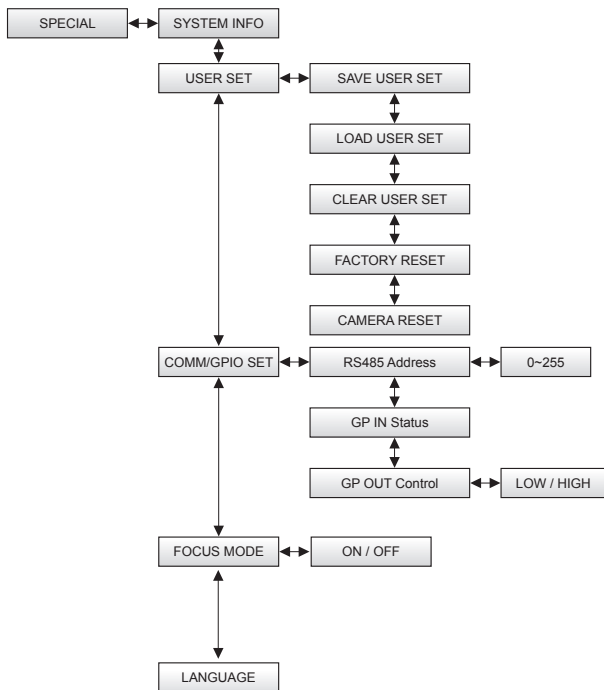 SPECIAL
SYSTEM INFO
USER SET
SAVE USER SET
LOAD USER SET
CLEAR USER SET
FACTORY RESET
CAMERA RESET
COMM/GPIO SET
RS485 Address
0~255
GP IN Status
GP OUT Control
LOW / HIGH
FOCUS MODE
ON / OFF
LANGUAGE